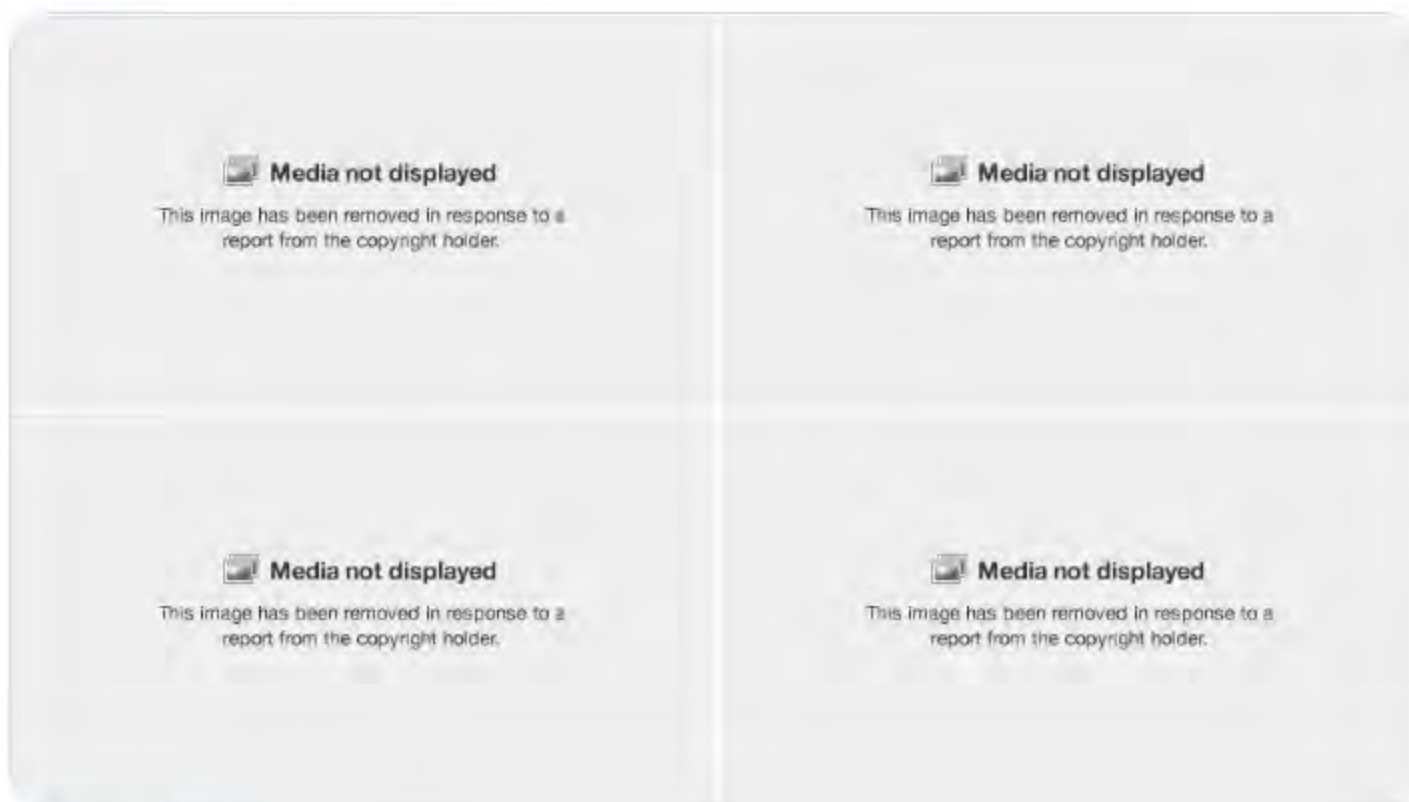 Media not displayed
This image has been removed in response to a
report from the copyright holder.
Media not displayed
This image has been removed in response to a
report from the copyright holder.
Media not displayed
This image has been removed in response to a
report from the copyright holder.
Media not displayed
This image has been removed in response to a
report from the copyright holder.